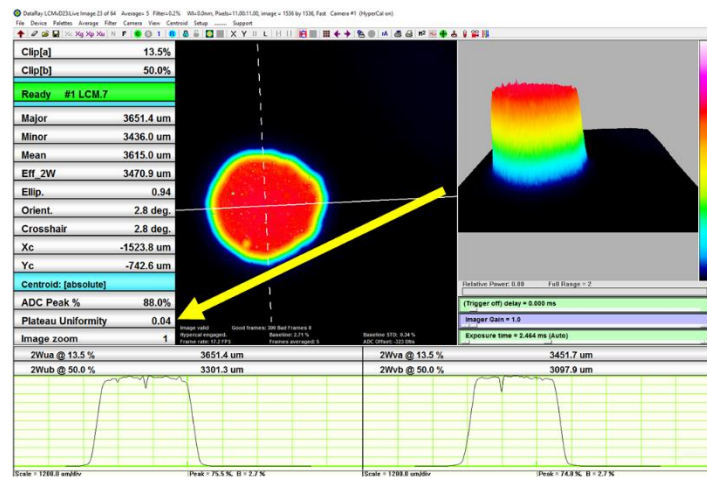 DataRay LCMxD23;Live Image 23 of 64 Average= 3 Filter=0.2% WI=0.0mm, Pixels=11.00x11.00, image = 1536 by 1336, Fast Camera #1 (HyperCal on)
File Device Palettes Average Filter Camera View Centroid Setup ....... Support
Clip[a] 13.5%
Clip[b] 50.0%
Ready #1 LCM.7
Major 3651.4 um
Minor 3436.0 um
Mean 3615.0 um
Eff_2W 3470.9 um
Ellip. 0.94
Orient. 2.8 deg.
Crosshair 2.8 deg.
Xc -1523.8 um
Yc -742.6 um
Centroid: [absolute]
ADC Peak % 88.0%
Plateau Uniformity 0.04
Image zoom 1
Image valid Good frames: 300 Bad Frames 0
Hypercal engaged. Baseline: 2.71 % Baseline STD: 0.34 %
Frame rate: 17.2 FPS Frames averaged: 5 ADC Offset: -323
Relative Power: 0.00 Full Range = 2
(Trigger off) delay = 0.000 ms
Imager Gain = 1.0
Exposure time = 2.464 ms (Auto)
2Wua @ 13.5 % 3651.4 um 2Wva @ 13.5 % 3451.7 um
2Wub @ 50.0 % 3301.3 um 2Wvb @ 50.0 % 3097.9 um
Scale = 1200.0 um/div Peak = 75.5 %, B = 2.7 % Scale = 1200.0 um/div Peak = 74.8 %, B = 2.7 %